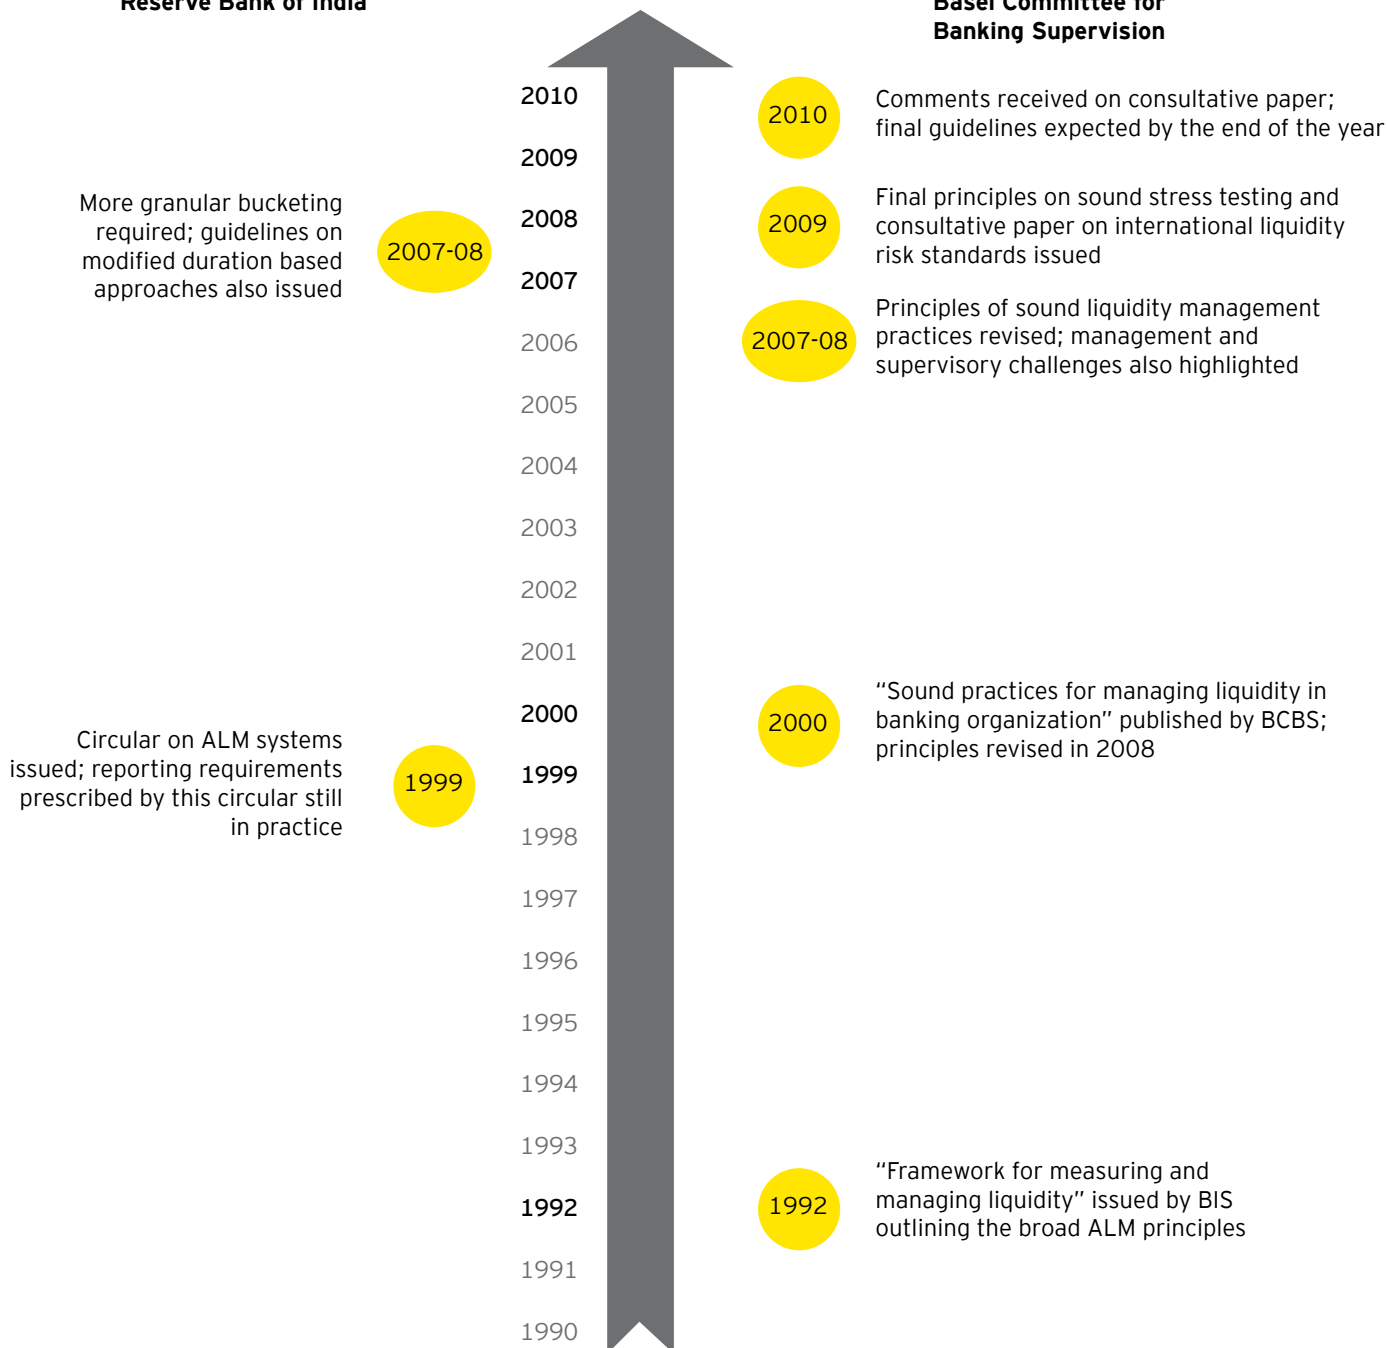 Reserve Bank of India
Basel Committee for
Banking Supervision
2010
2009
2008
2007
2006
2005
2004
2003
2002
2001
2000
1999
1998
1997
1996
1995
1994
1993
1992
1991
1990
More granular bucketing
required; guidelines on
modified duration based
approaches also issued
2007-08
Circular on ALM systems
issued; reporting requirements
prescribed by this circular still
in practice
1999
2010
Comments received on consultative paper;
final guidelines expected by the end of the year
2009
Final principles on sound stress testing and
consultative paper on international liquidity
risk standards issued
2007-08
Principles of sound liquidity management
practices revised; management and
supervisory challenges also highlighted
2000
“Sound practices for managing liquidity in
banking organization” published by BCBS;
principles revised in 2008
1992
“Framework for measuring and
managing liquidity” issued by BIS
outlining the broad ALM principles